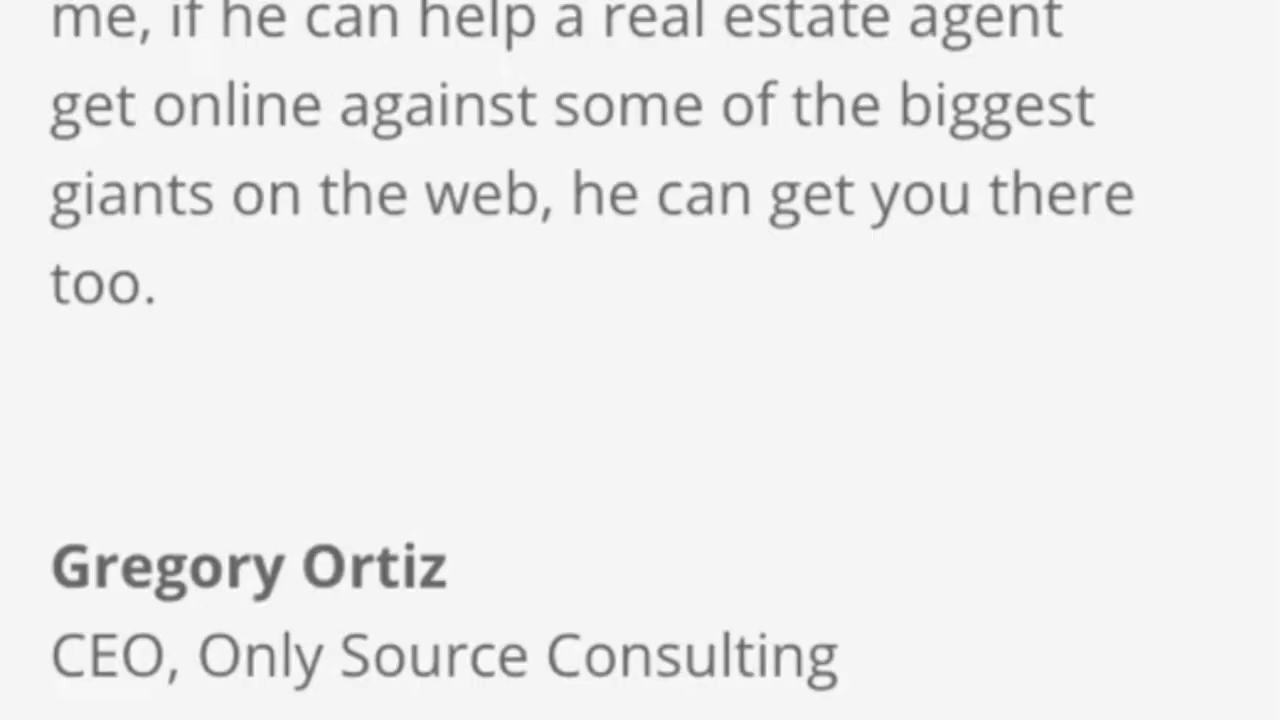 me, if he can help a real estate agent
get online against some of the biggest
giants on the web, he can get you there
too.
Gregory Ortiz
CEO, Only Source Consulting